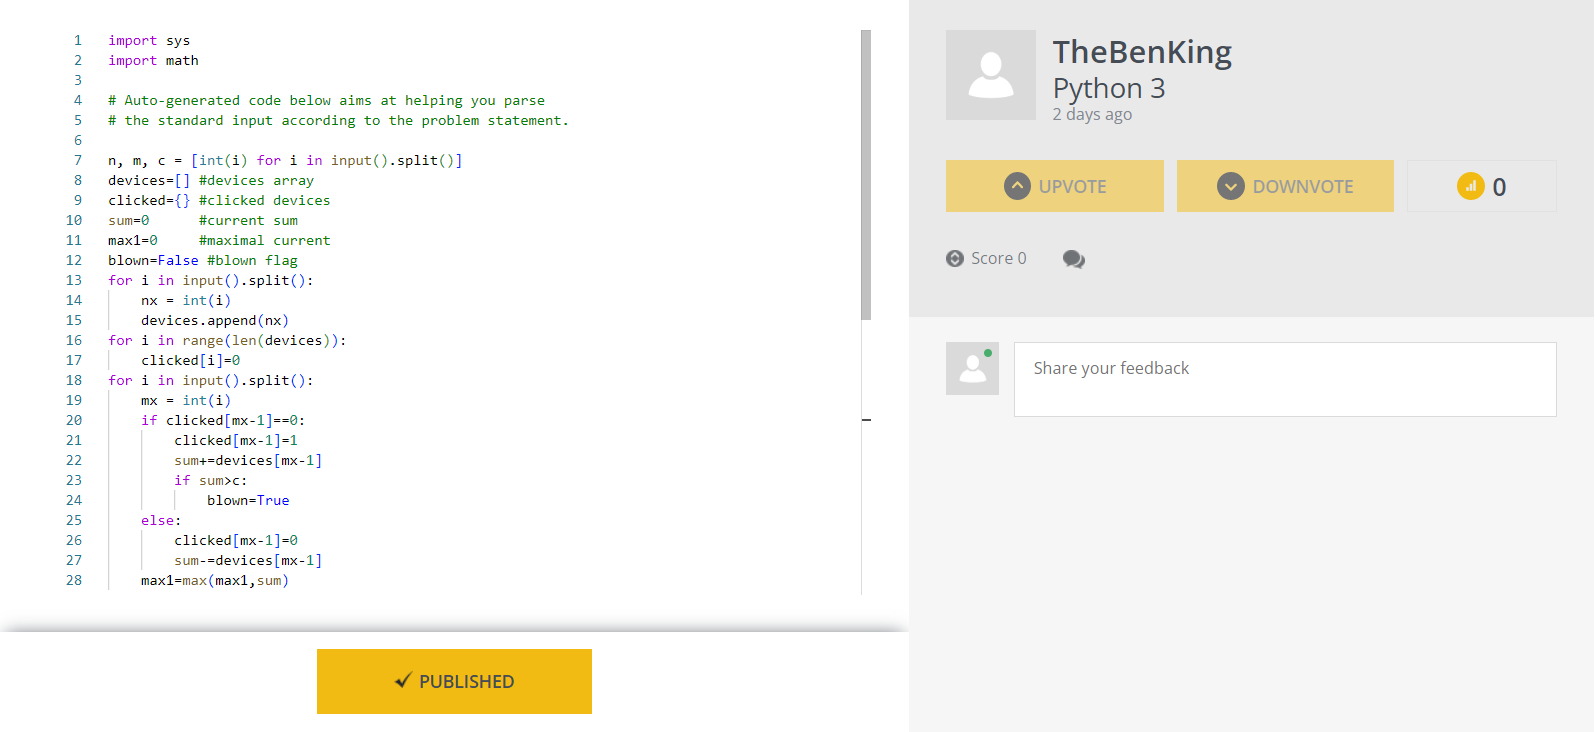 1 import sys
2 import math
3
4 # Auto-generated code below aims at helping you parse
5 # the standard input according to the problem statement.
6
7 n, m, c = [int(i) for i in input().split()]
8 devices=[] #devices array
9 clicked={} #clicked devices
10 sum=0      #current sum
11 max1=0     #maximal current
12 blown=False #blown flag
13 for i in input().split():
14     nx = int(i)
15     devices.append(nx)
16 for i in range(len(devices)):
17     clicked[i]=0
18 for i in input().split():
19     mx = int(i)
20     if clicked[mx-1]==0:
21         clicked[mx-1]=1
22         sum+=devices[mx-1]
23         if sum>c:
24             blown=True
25     else:
26         clicked[mx-1]=0
27         sum-=devices[mx-1]
28     max1=max(max1,sum)
PUBLISHED
TheBenKing
Python 3
2 days ago
UPVOTE DOWNVOTE 0
Score 0
Share your feedback